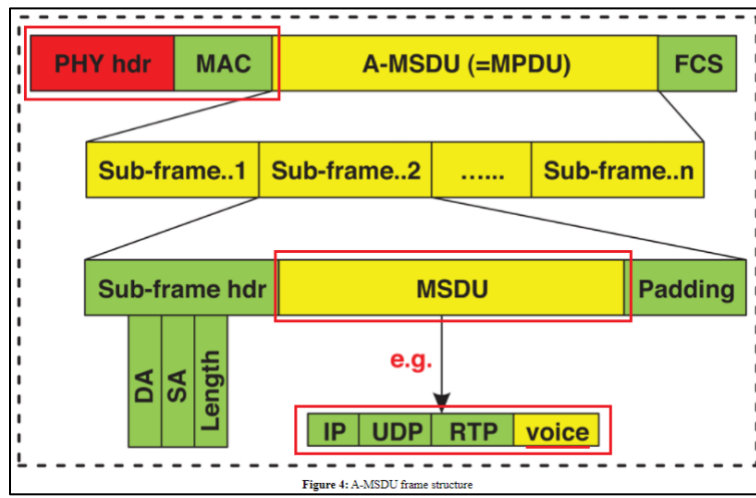 PHY hdr MAC A-MSDU (=MPDU) FCS
Sub-frame..1 Sub-frame..2 ...... Sub-frame..n
Sub-frame hdr MSDU Padding
DA
SA
Length
e.g.
IP UDP RTP voice
Figure 4: A-MSDU frame structure